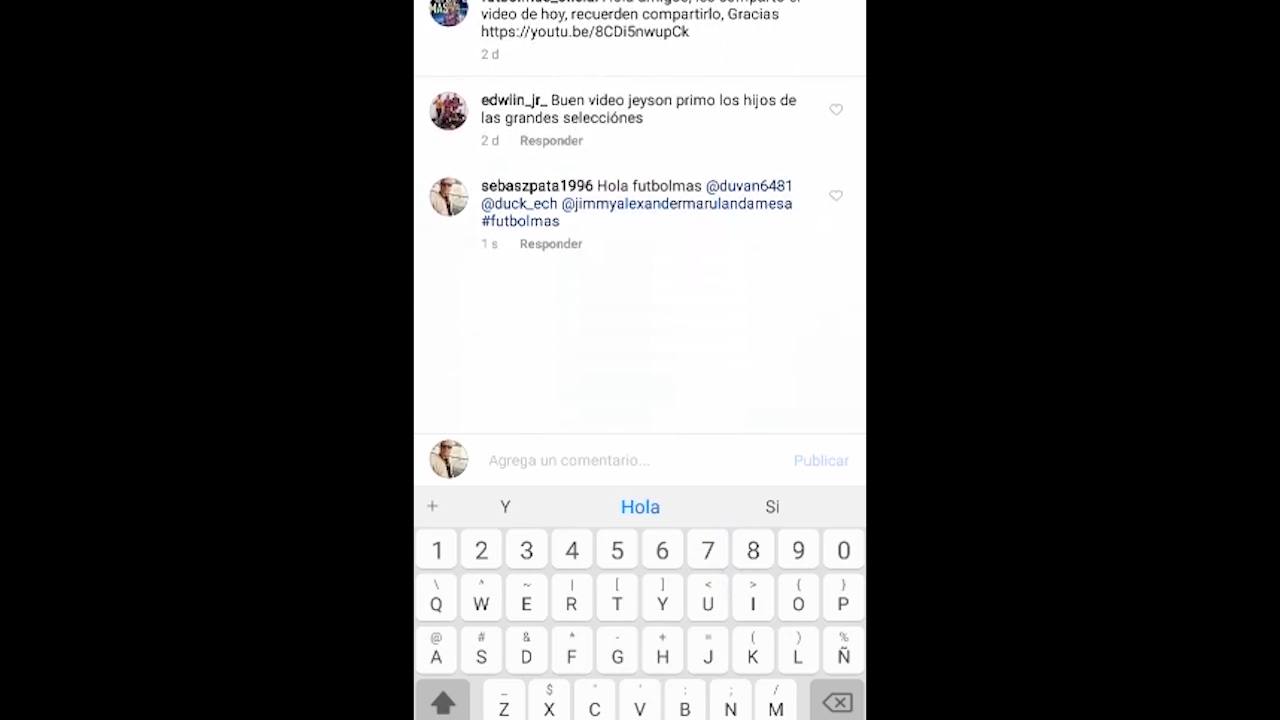 video de hoy, recuerden compartirlo, Gracias
https://youtu.be/8CDi5nwupCk
2 d
edwlin_jr_ Buen video jeyson primo los hijos de
las grandes selecciónes
2 d Responder
sebaszpata1996 Hola futbolmas @duvan6481
@duck_ech @jimmyalexandermarulandamesa
#futbolmas
1 s Responder
Agrega un comentario... Publicar
+ Y Hola Si
1 2 3 4 5 6 7 8 9 0
\ ^ ~ | [ ] < > { }
Q W E R T Y U I O P
@ # & * - + = ( ) %
A S D F G H J K L Ñ
_ $ " ' : ; /
Z X C V B N M